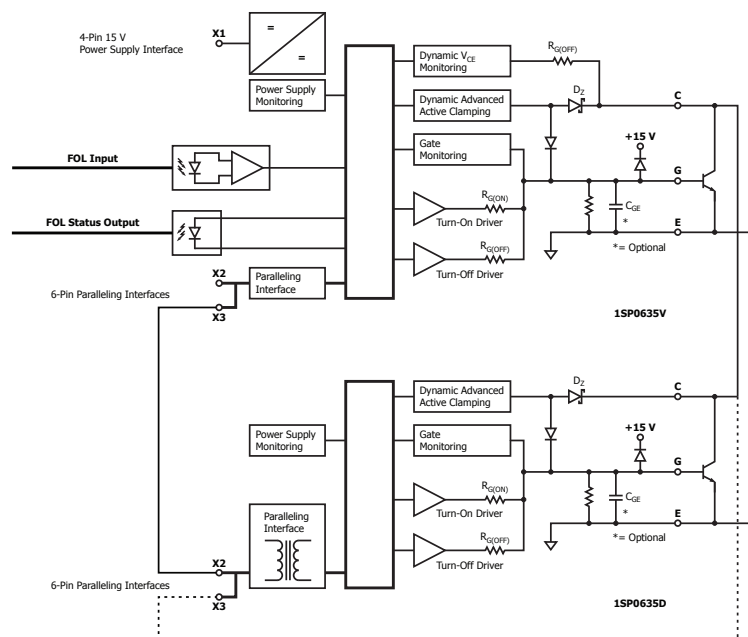 4-Pin 15 V
Power Supply Interface
X1
=
=
Power Supply
Monitoring
FOL Input
FOL Status Output
X2
6-Pin Paralleling Interfaces
X3
Paralleling
Interface
Dynamic VCE
Monitoring
RG(OFF)
Dynamic Advanced
Active Clamping
DZ
C
Gate
Monitoring
+15 V
G
RG(ON)
Turn-On Driver
CGE
*
RG(OFF)
Turn-Off Driver
E
*= Optional
1SP0635V
Dynamic Advanced
Active Clamping
DZ
C
Power Supply
Monitoring
Gate
Monitoring
+15 V
G
RG(ON)
Turn-On Driver
CGE
*
RG(OFF)
Turn-Off Driver
E
*= Optional
Paralleling
Interface
X2
6-Pin Paralleling Interfaces
X3
1SP0635D